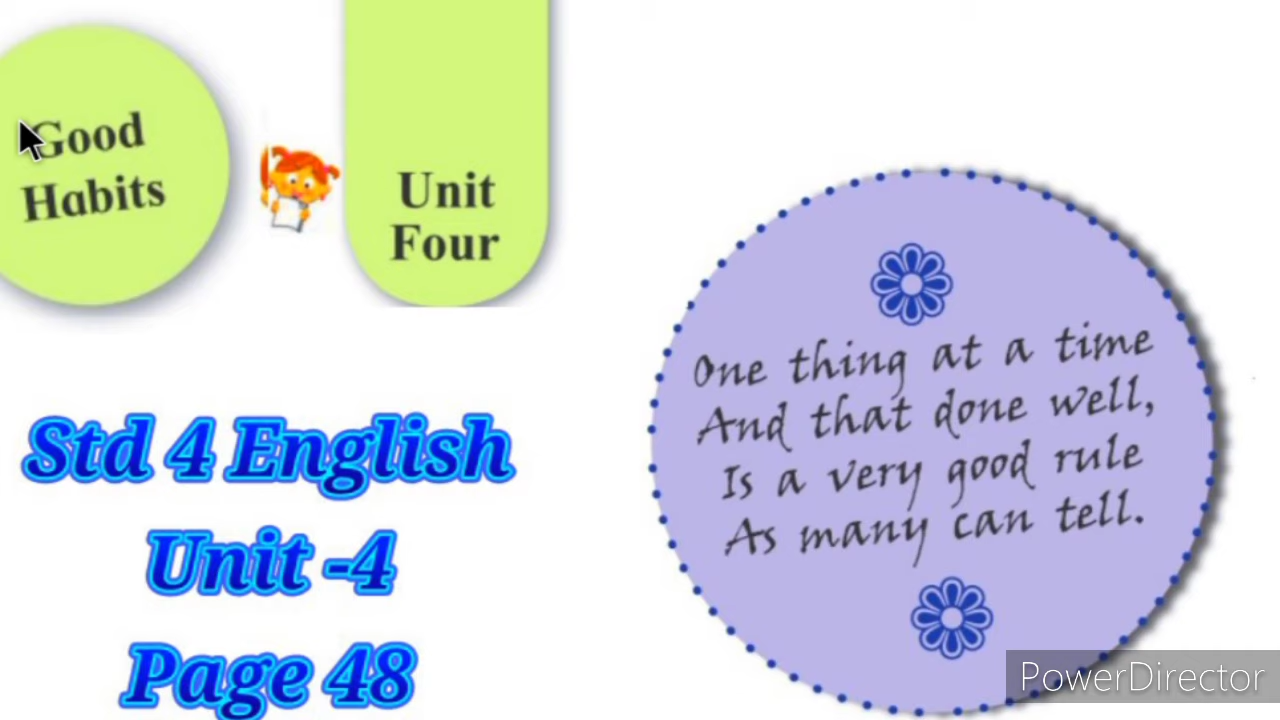 Good
Habits
Unit
Four
Std 4 English
Unit -4
Page 48
One thing at a time
And that done well,
Is a very good rule
As many can tell.
PowerDirector